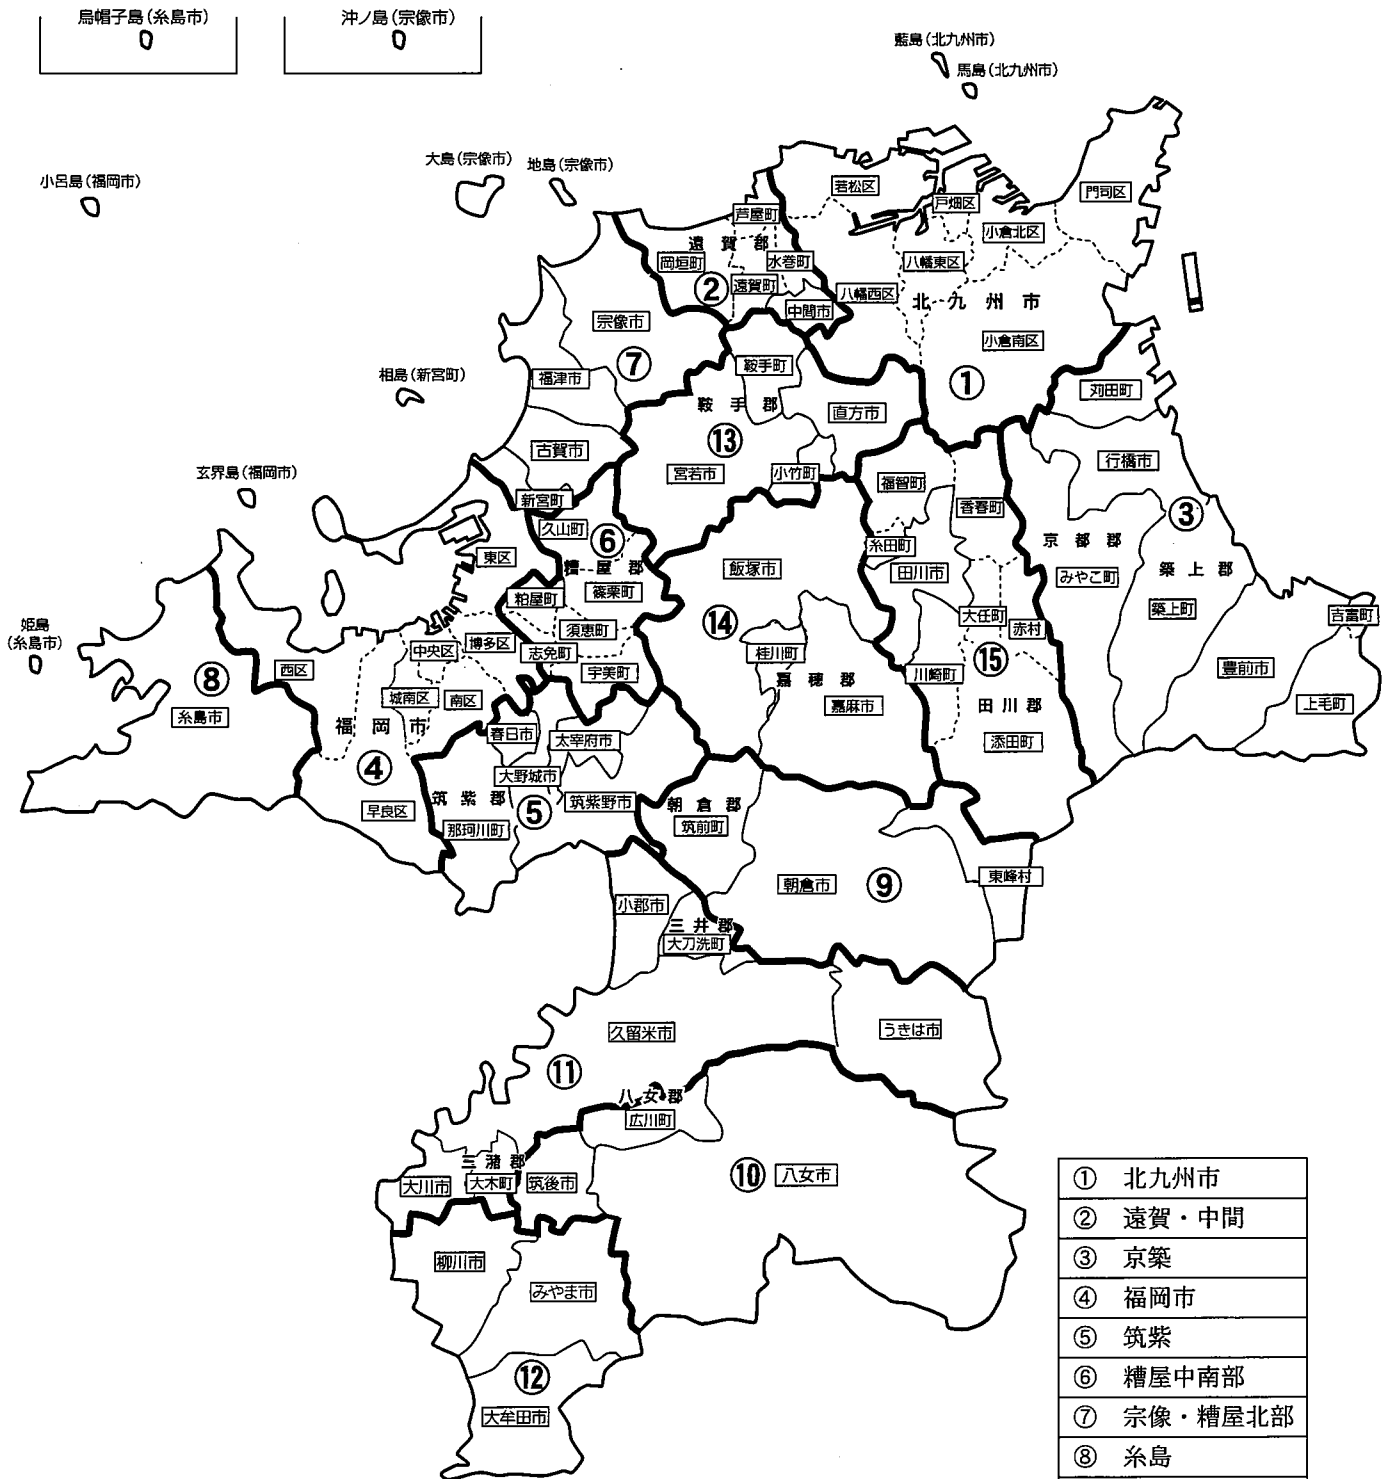 烏帽子島(糸島市)
沖ノ島(宗像市)
藍島(北九州市)
馬島(北九州市)
大島(宗像市)
地島(宗像市)
小呂島(福岡市)
若松区
門司区
戸畑区
芦屋町
小倉北区
遠賀郡
岡垣町
水巻町
八幡東区
②
遠賀町
八幡西区
北九州市
中間市
宗像市
小倉南区
⑦
鞍手町
相島(新宮町)
福津市
①
苅田町
鞍手郡
直方市
⑬
古賀市
行橋市
玄界島(福岡市)
宮若市
小竹町
福智町
新宮町
香春町
③
久山町
⑥
京都郡
東区
糸田町
糟屋郡
飯塚市
田川市
みやこ町
築上郡
篠栗町
粕屋町
築上町
姫島
(糸島市)
⑭
大任町
赤村
吉富町
須恵町
博多区
中央区
志免町
桂川町
⑮
⑧
西区
宇美町
嘉穂郡
川崎町
豊前市
城南区
南区
糸島市
嘉麻市
田川郡
上毛町
福岡市
春日市
太宰府市
添田町
④
大野城市
筑紫郡
⑤
筑紫野市
朝倉郡
早良区
筑前町
那珂川町
朝倉市
⑨
東峰村
小郡市
三井郡
大刀洗町
久留米市
うきは市
⑪
八女郡
広川町
三潴郡
大川市
大木町
筑後市
⑩
八女市
柳川市
みやま市
⑫
大牟田市
① 北九州市
② 遠賀・中間
③ 京築
④ 福岡市
⑤ 筑紫
⑥ 糟屋中南部
⑦ 宗像・糟屋北部
⑧ 糸島